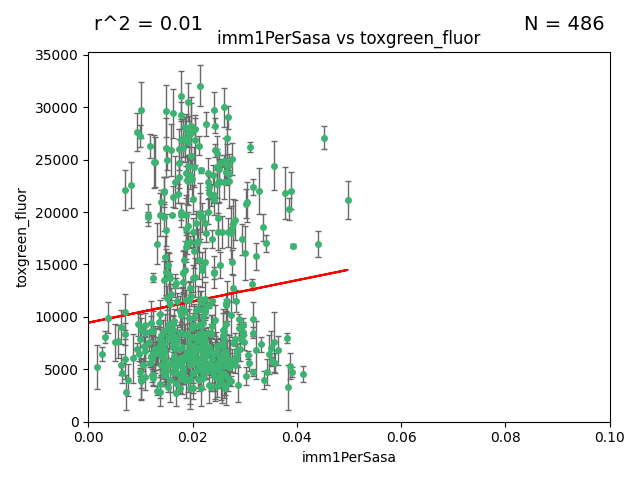 r^2 = 0.01
N = 486
imm1PerSasa vs toxgreen_fluor
35000
30000
25000
20000
15000
10000
5000
0
toxgreen_fluor
0.00 0.02 0.04 0.06 0.08 0.10
imm1PerSasa